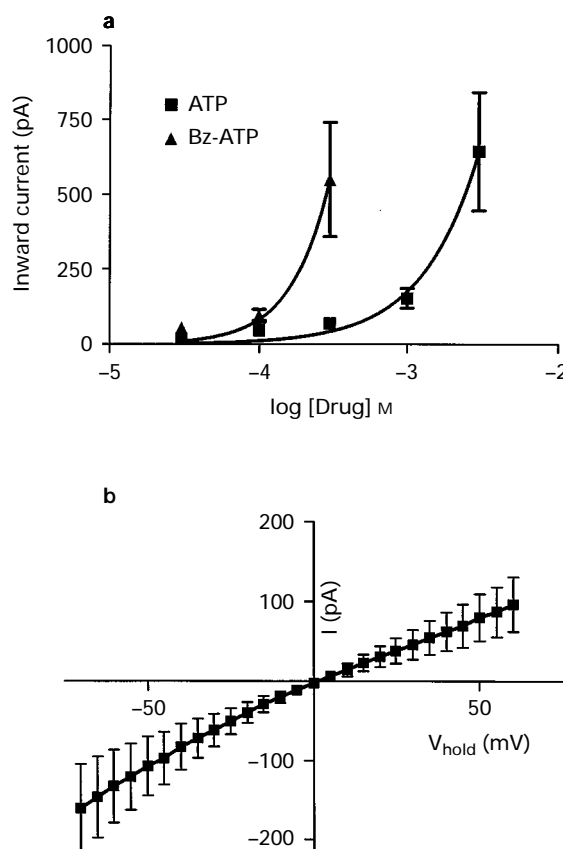 a
1000
750
500
250
0
Inward current (pA)
ATP
Bz-ATP
−5 −4 −3 −2
log [Drug] M
b
200
100
I (pA)
−50 50
V_hold (mV)
−100
−200